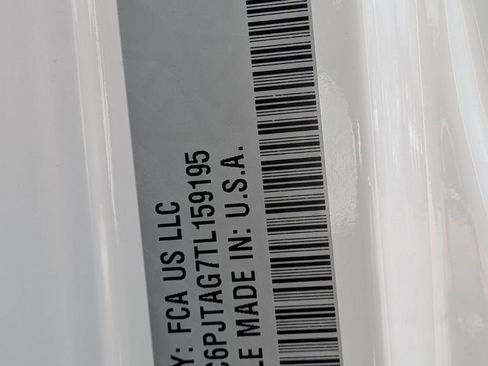 Y: FCA US LLC
C6PJTAG7TL159195
LE MADE IN: U.S.A.